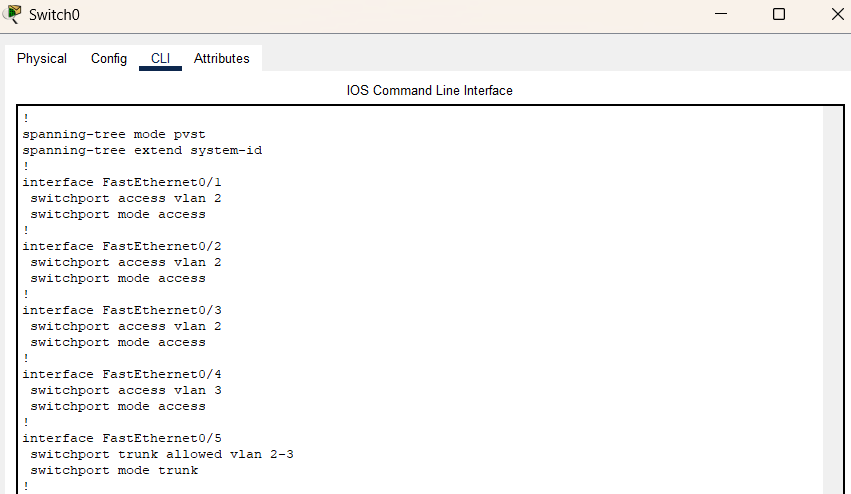 Switch0
Physical Config CLI Attributes
IOS Command Line Interface
!
spanning-tree mode pvst
spanning-tree extend system-id
!
interface FastEthernet0/1
 switchport access vlan 2
 switchport mode access
!
interface FastEthernet0/2
 switchport access vlan 2
 switchport mode access
!
interface FastEthernet0/3
 switchport access vlan 2
 switchport mode access
!
interface FastEthernet0/4
 switchport access vlan 3
 switchport mode access
!
interface FastEthernet0/5
 switchport trunk allowed vlan 2-3
 switchport mode trunk
!